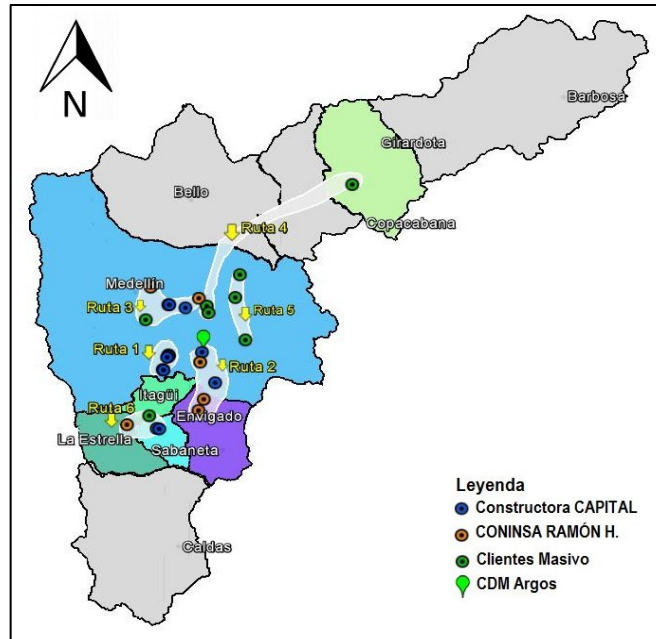 N
Barbosa
Girardota
Bello
Copacabana
Ruta 4
Medellín
Ruta 3
Ruta 5
Ruta 1
Ruta 2
Itagüi
Ruta 6
Envigado
La Estrella
Sabaneta
Caldas
Leyenda
Constructora CAPITAL
CONINSA RAMÓN H.
Clientes Masivo
CDM Argos